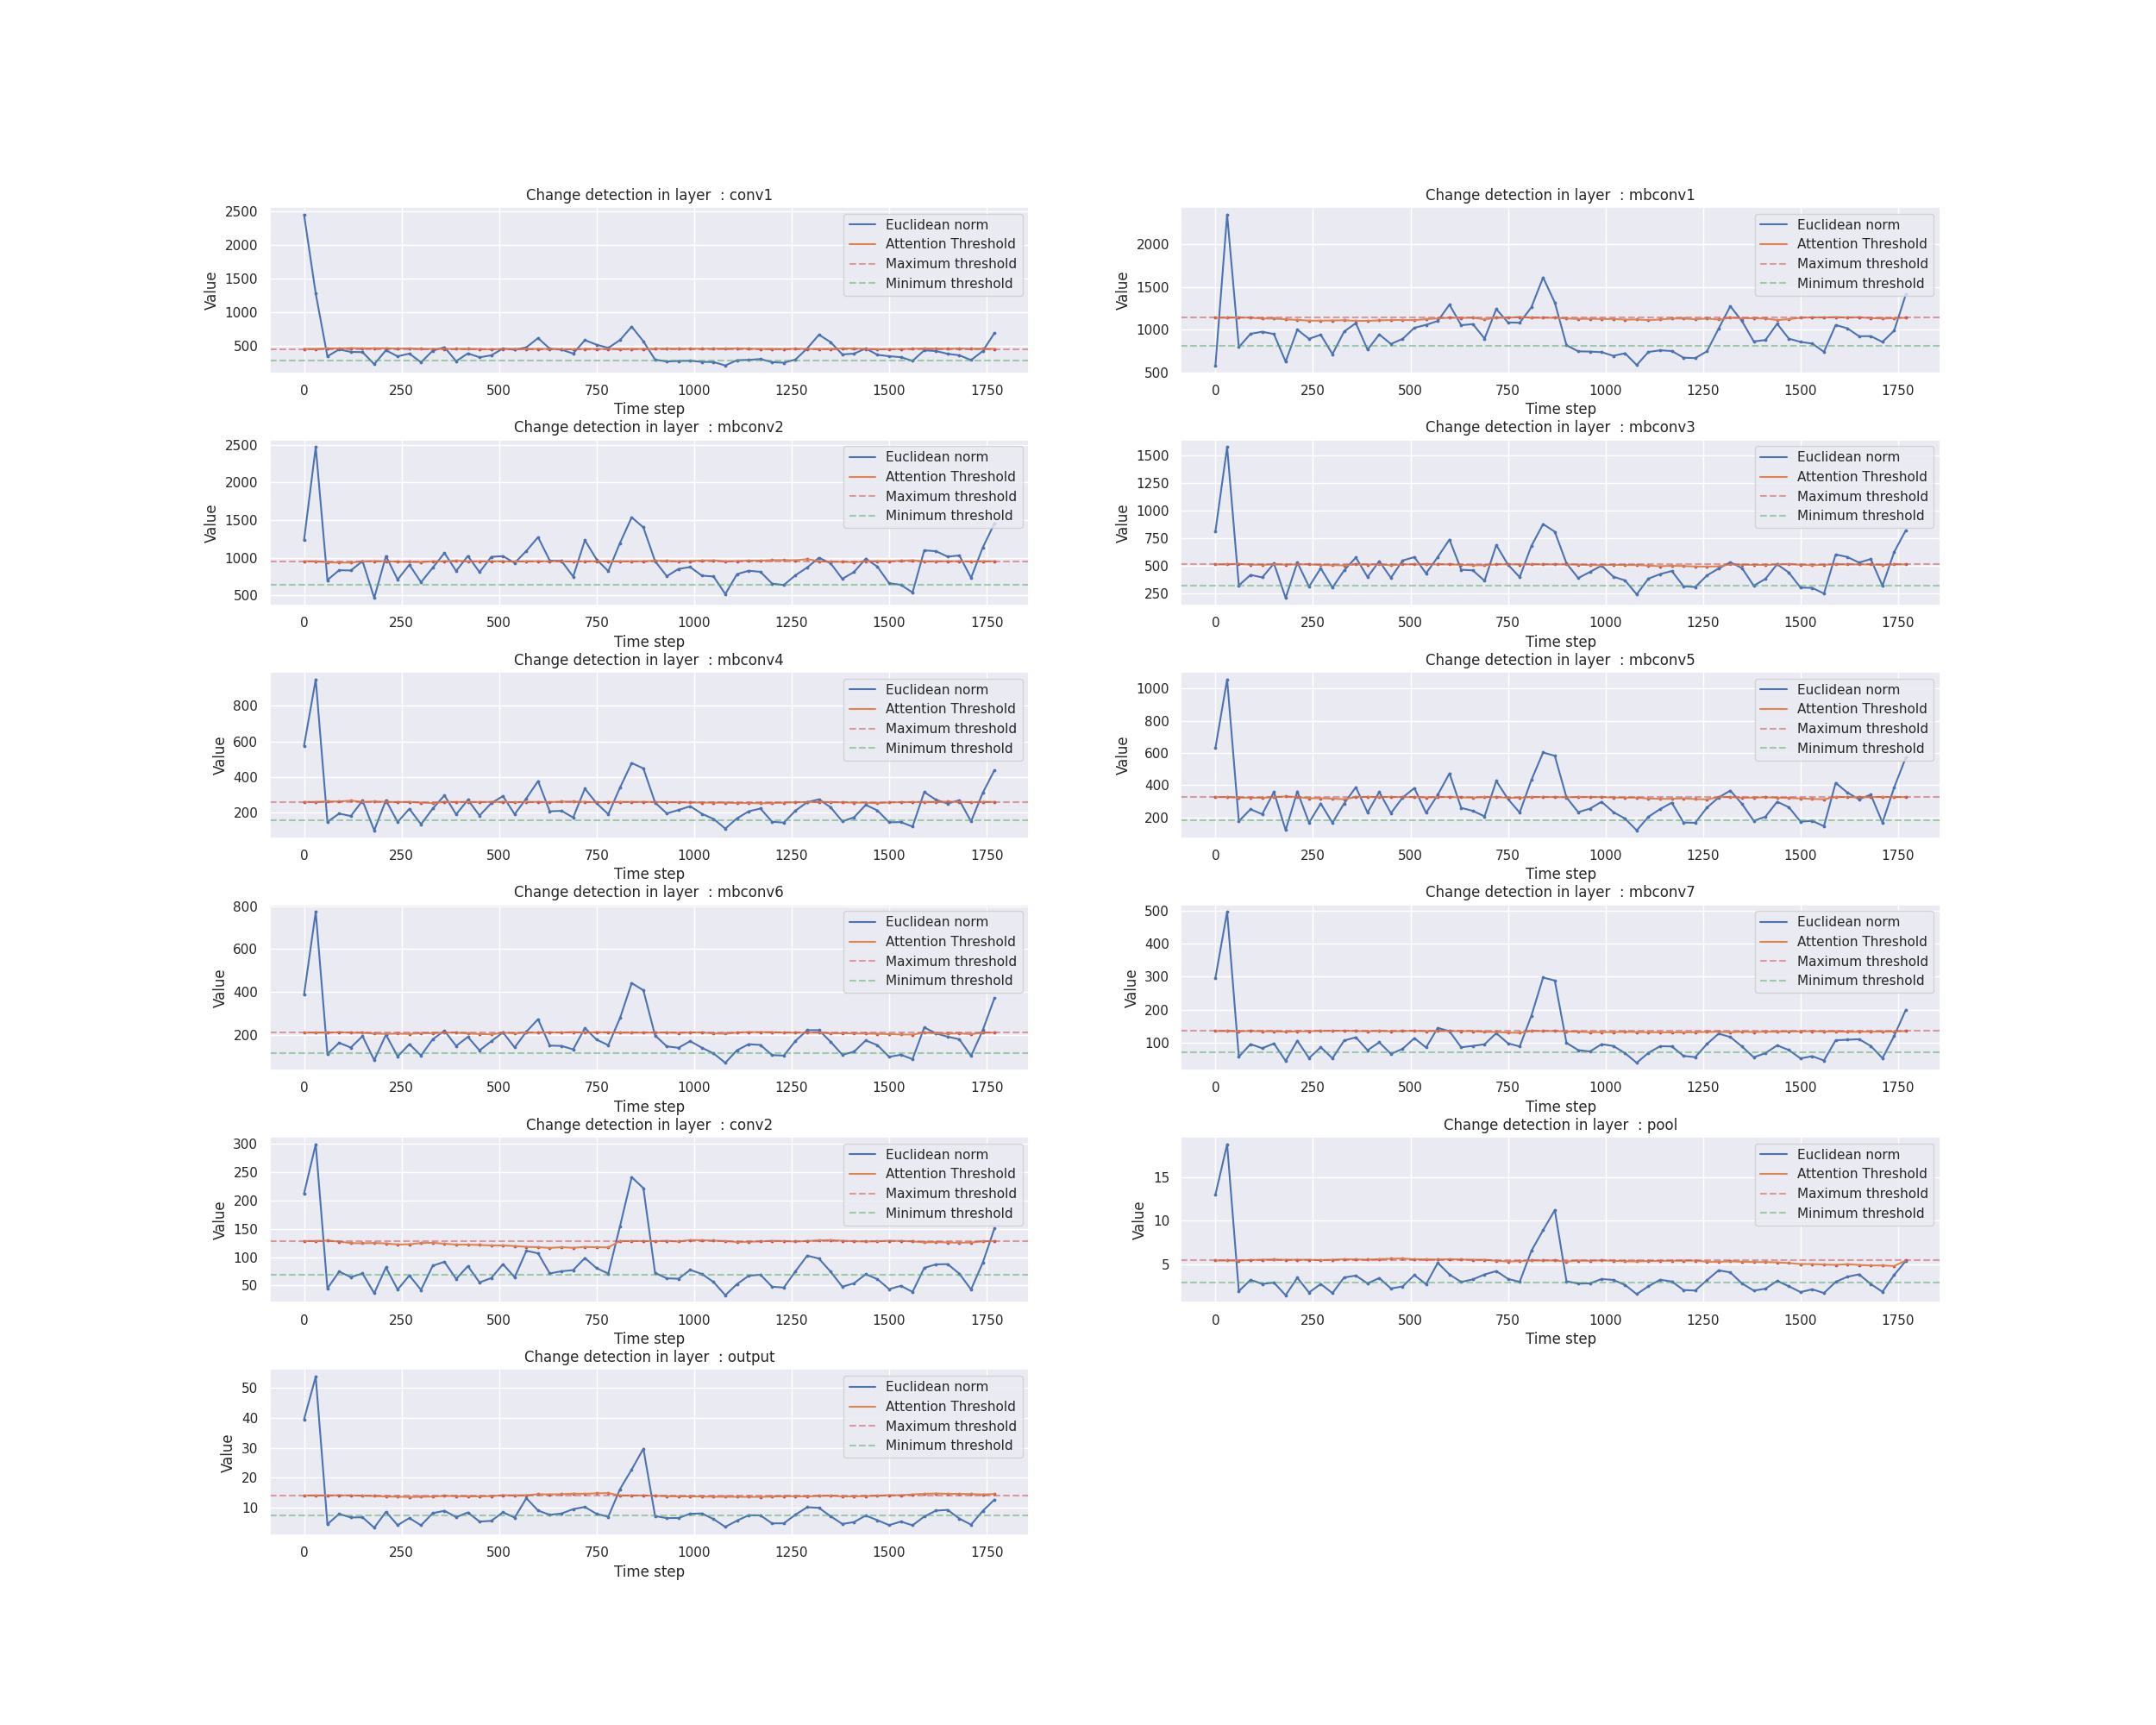 Change detection in layer : conv1
Value
2500
2000
1500
1000
500
Euclidean norm
Attention Threshold
Maximum threshold
Minimum threshold
0 250 500 750 1000 1250 1500 1750
Time step
Change detection in layer : mbconv1
Value
2000
1500
1000
500
Euclidean norm
Attention Threshold
Maximum threshold
Minimum threshold
0 250 500 750 1000 1250 1500 1750
Time step
Change detection in layer : mbconv2
Value
2500
2000
1500
1000
500
Euclidean norm
Attention Threshold
Maximum threshold
Minimum threshold
0 250 500 750 1000 1250 1500 1750
Time step
Change detection in layer : mbconv3
Value
1500
1250
1000
750
500
250
Euclidean norm
Attention Threshold
Maximum threshold
Minimum threshold
0 250 500 750 1000 1250 1500 1750
Time step
Change detection in layer : mbconv4
Value
800
600
400
200
Euclidean norm
Attention Threshold
Maximum threshold
Minimum threshold
0 250 500 750 1000 1250 1500 1750
Time step
Change detection in layer : mbconv5
Value
1000
800
600
400
200
Euclidean norm
Attention Threshold
Maximum threshold
Minimum threshold
0 250 500 750 1000 1250 1500 1750
Time step
Change detection in layer : mbconv6
Value
800
600
400
200
Euclidean norm
Attention Threshold
Maximum threshold
Minimum threshold
0 250 500 750 1000 1250 1500 1750
Time step
Change detection in layer : mbconv7
Value
500
400
300
200
100
Euclidean norm
Attention Threshold
Maximum threshold
Minimum threshold
0 250 500 750 1000 1250 1500 1750
Time step
Change detection in layer : conv2
Value
300
250
200
150
100
50
Euclidean norm
Attention Threshold
Maximum threshold
Minimum threshold
0 250 500 750 1000 1250 1500 1750
Time step
Change detection in layer : pool
Value
15
10
5
Euclidean norm
Attention Threshold
Maximum threshold
Minimum threshold
0 250 500 750 1000 1250 1500 1750
Time step
Change detection in layer : output
Value
50
40
30
20
10
Euclidean norm
Attention Threshold
Maximum threshold
Minimum threshold
0 250 500 750 1000 1250 1500 1750
Time step